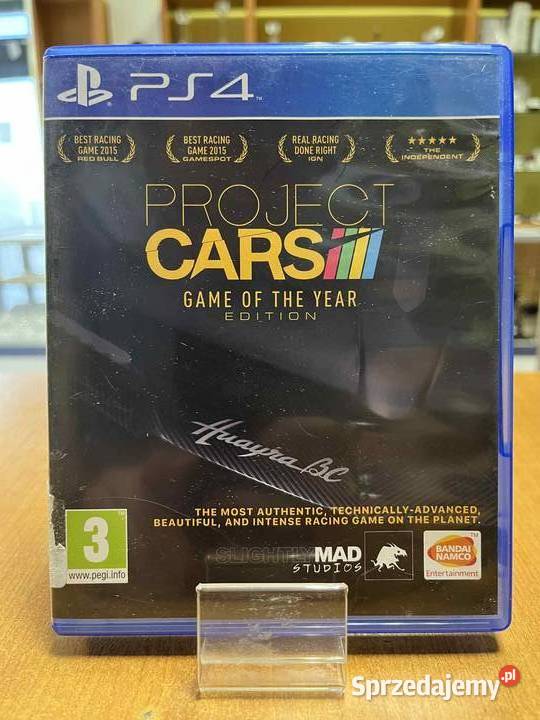 PS4
BEST RACING GAME 2015 RED BULL
BEST RACING GAME 2015 GAMESPOT
REAL RACING DONE RIGHT IGN
★★★★★ THE INDEPENDENT
PROJECT
CARS
GAME OF THE YEAR
EDITION
Huayra BC
THE MOST AUTHENTIC, TECHNICALLY-ADVANCED,
BEAUTIFUL, AND INTENSE RACING GAME ON THE PLANET.
3
www.pegi.info
SLIGHTLY MAD
STUDIOS
BANDAI
NAMCO
Entertainment
Sprzedajemy.pl